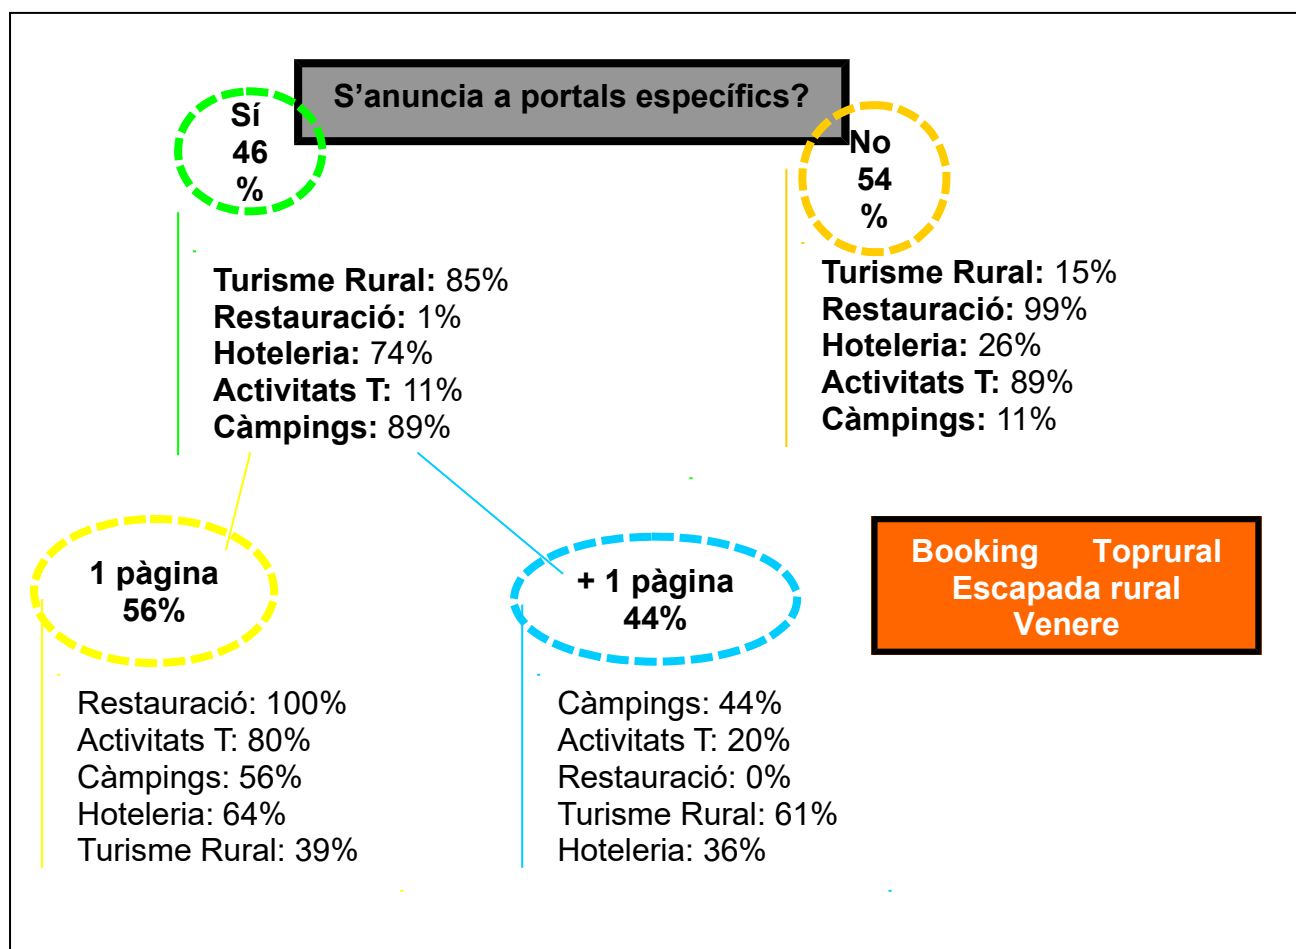 S’anuncia a portals específics?
Sí
46
%
No
54
%
Turisme Rural: 85%
Restauració: 1%
Hoteleria: 74%
Activitats T: 11%
Càmpings: 89%
Turisme Rural: 15%
Restauració: 99%
Hoteleria: 26%
Activitats T: 89%
Càmpings: 11%
1 pàgina
56%
+ 1 pàgina
44%
Booking Toprural
Escapada rural
Venere
Restauració: 100%
Activitats T: 80%
Càmpings: 56%
Hoteleria: 64%
Turisme Rural: 39%
Càmpings: 44%
Activitats T: 20%
Restauració: 0%
Turisme Rural: 61%
Hoteleria: 36%